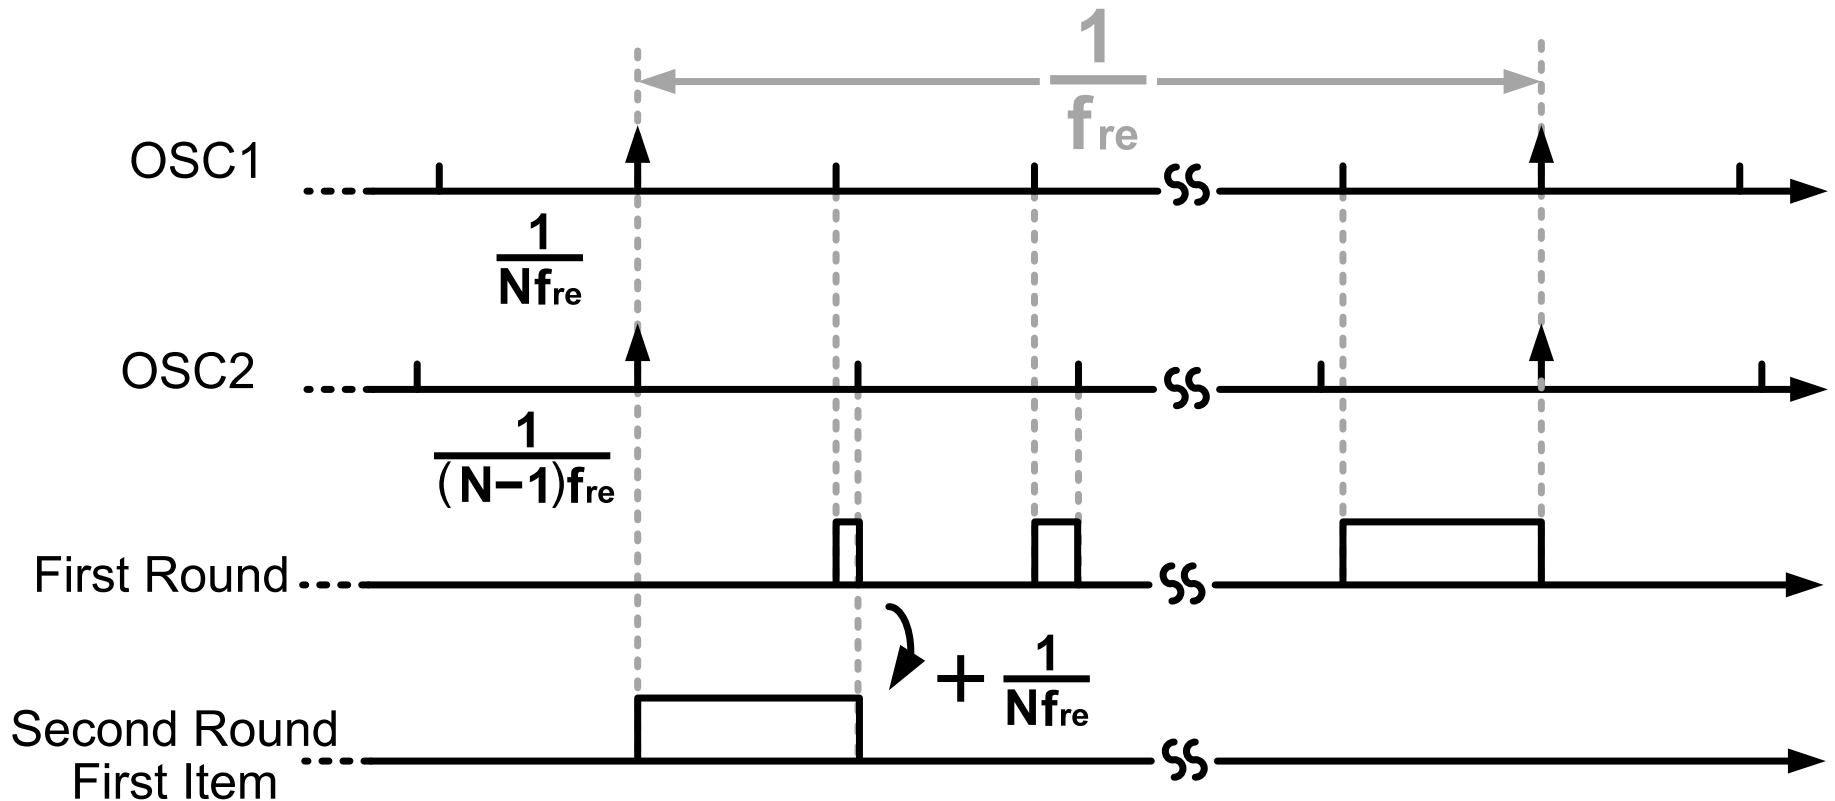 1
fre
OSC1
1
Nfre
OSC2
1
(N-1)fre
First Round
+ 1
Nfre
Second Round
First Item